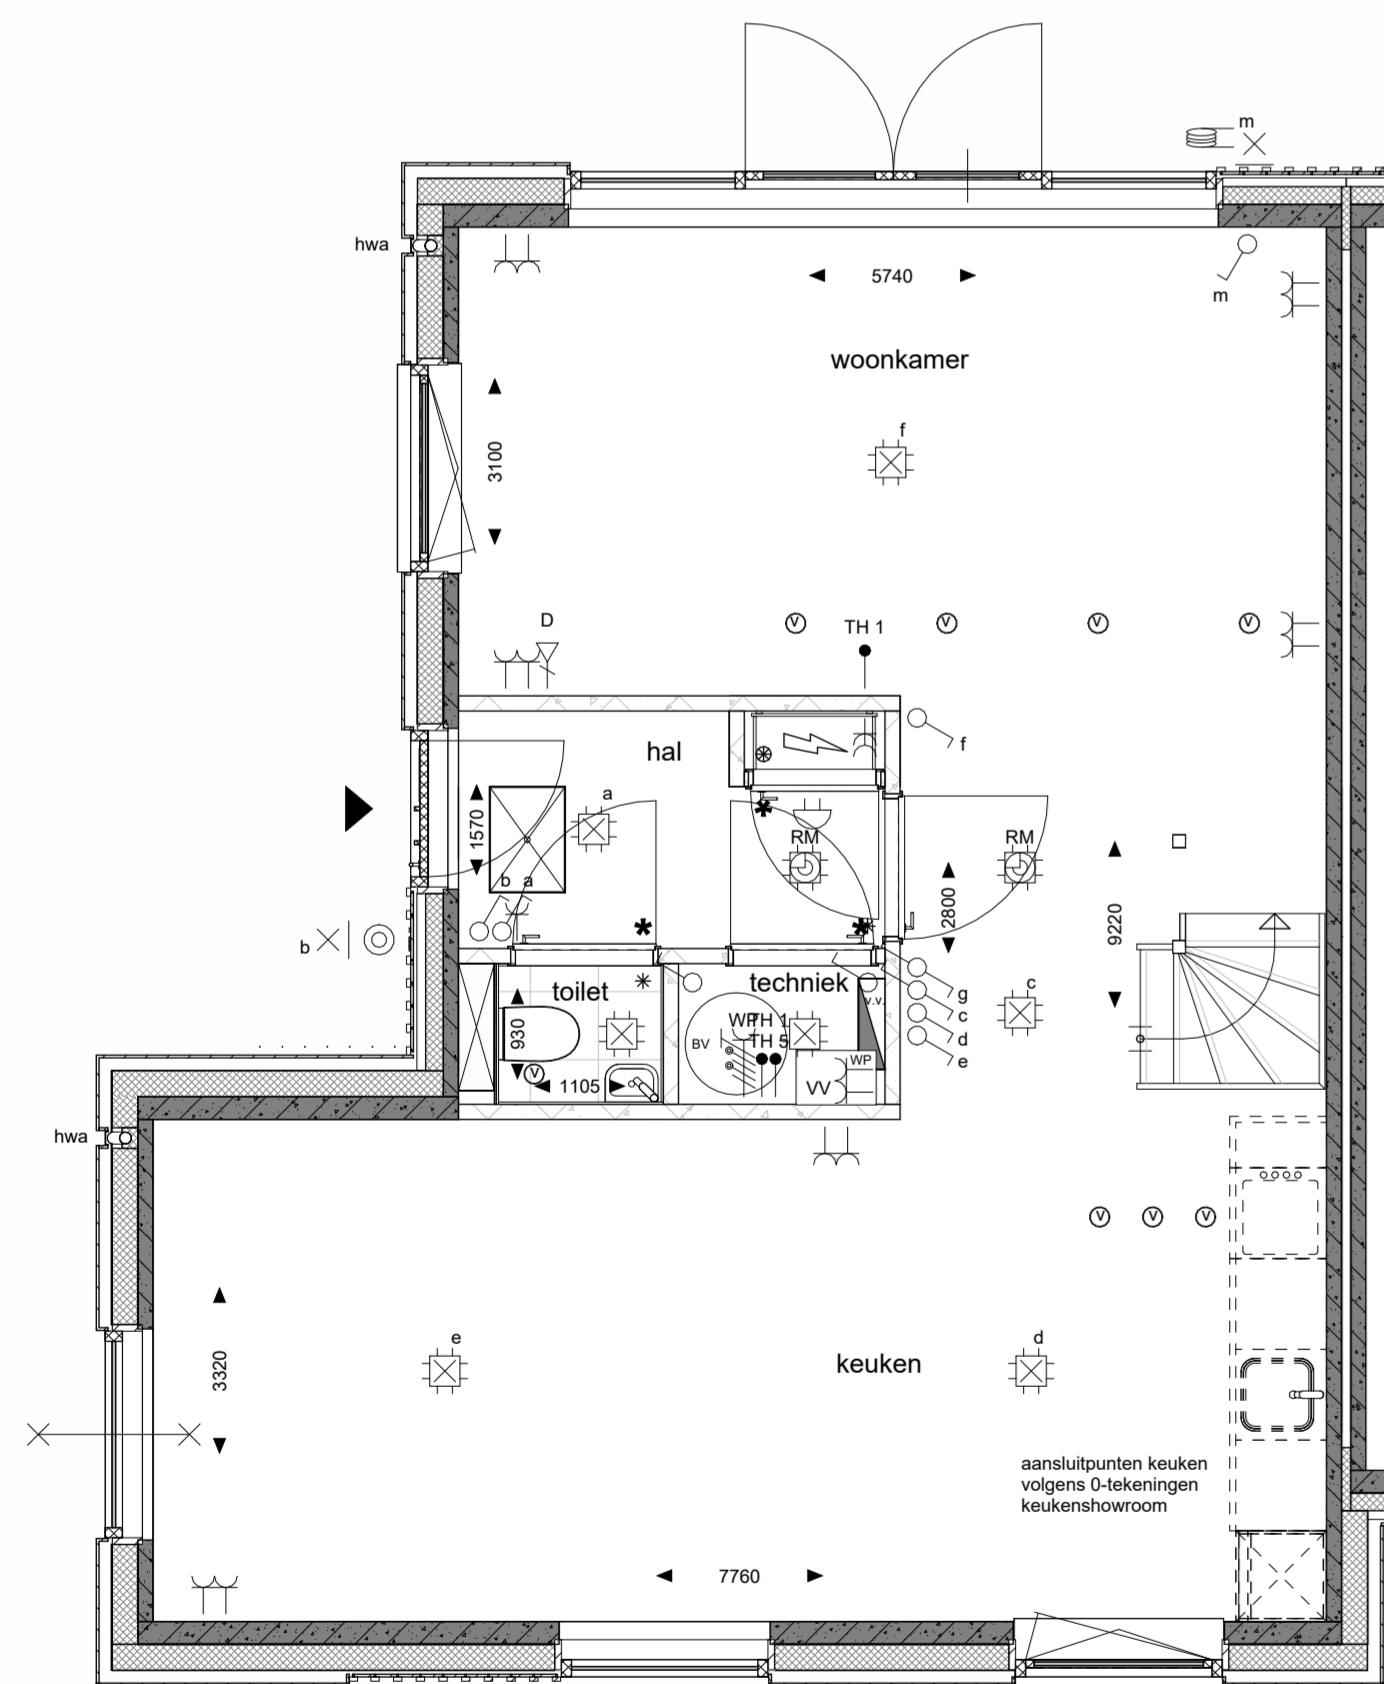 m
hwa
5740
m
woonkamer
f
3100
D
TH 1
V
V
V
V
hal
f
a
1570
RM
RM
b a
2800
9220
b
techniek
toilet
v.v.
g
c
c
d
e
930
WP
TH 1
TH 5
BV
WP
V
1105
VV
hwa
V
V
V
e
d
keuken
3320
aansluitpunten keuken
volgens 0-tekeningen
keukenshowroom
7760